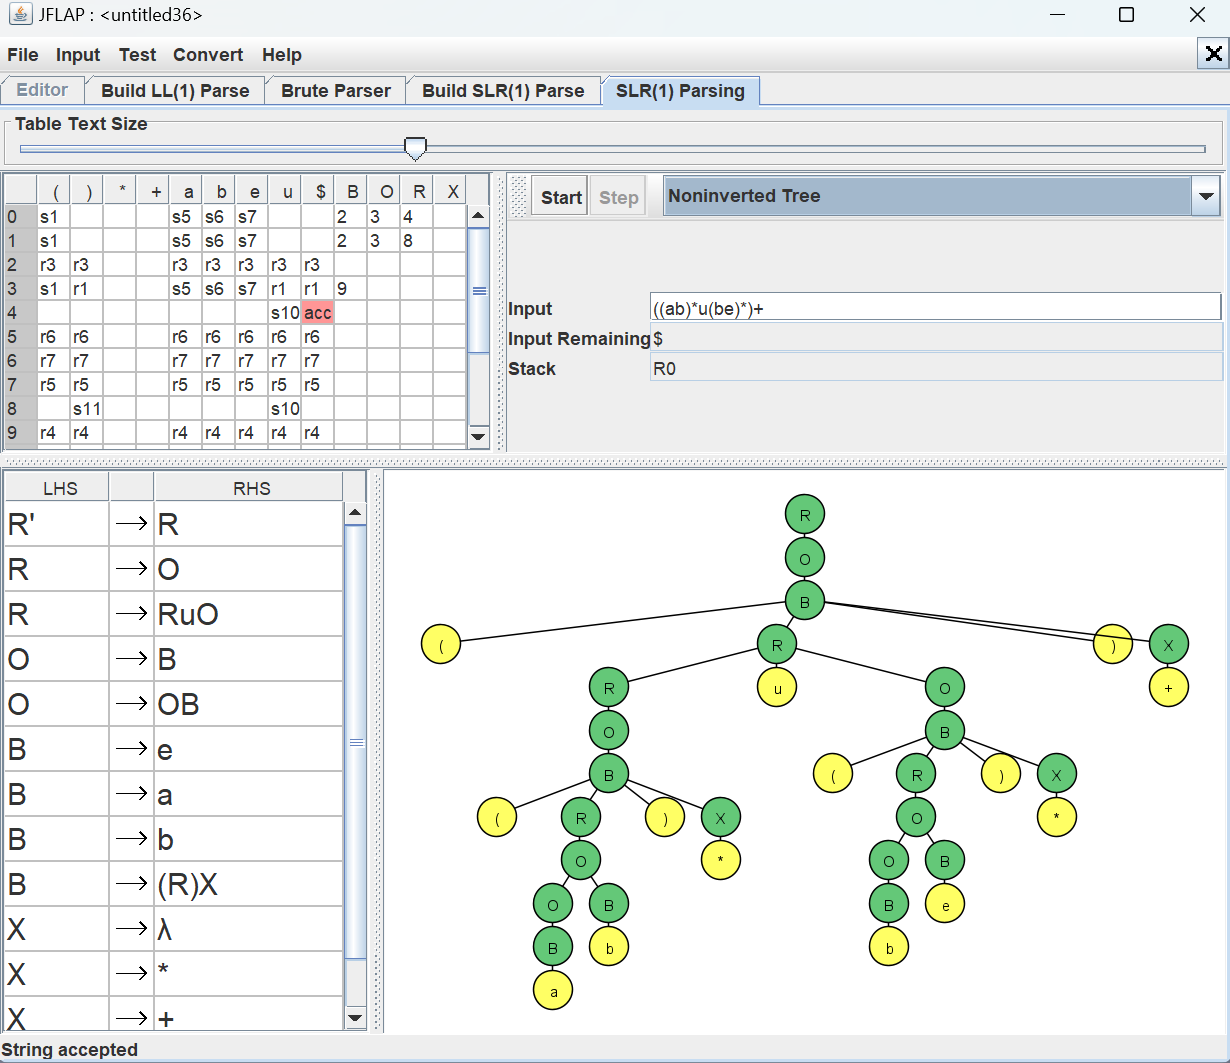 JFLAP : <untitled36>
File Input Test Convert Help
Editor Build LL(1) Parse Brute Parser Build SLR(1) Parse SLR(1) Parsing
Table Text Size
( ) * + a b e u $ B O R X
0 s1 s5 s6 s7 2 3 4
1 s1 s5 s6 s7 2 3 8
2 r3 r3 r3 r3 r3 r3 r3
3 s1 r1 s5 s6 s7 r1 r1 9
4 s10 acc
5 r6 r6 r6 r6 r6 r6 r6
6 r7 r7 r7 r7 r7 r7 r7
7 r5 r5 r5 r5 r5 r5 r5
8 s11 s10
9 r4 r4 r4 r4 r4 r4 r4
Start Step Noninverted Tree
Input ((ab)*u(be)*)+
Input Remaining $
Stack R0
LHS RHS
R' → R
R → O
R → RuO
O → B
O → OB
B → e
B → a
B → b
B → (R)X
X → λ
X → *
X → +
R
O
B
( R ) X
R u O +
O B
B ( R ) X
( R ) X O *
O * O B
O B B e
B b b
a
String accepted